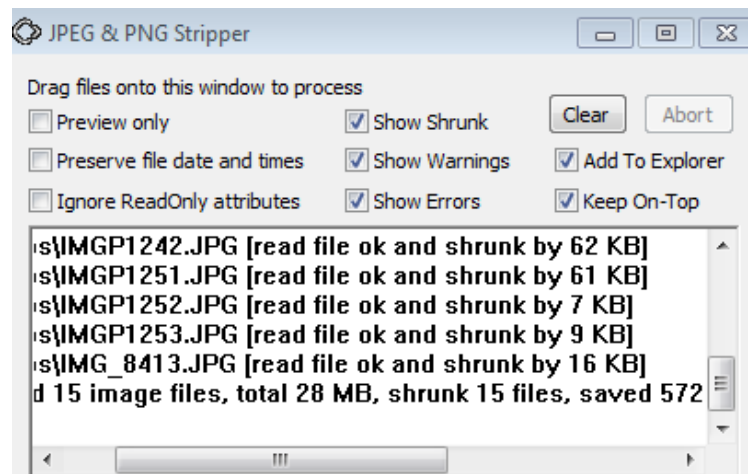 JPEG & PNG Stripper
Drag files onto this window to process
Preview only Show Shrunk Clear Abort
Preserve file date and times Show Warnings Add To Explorer
Ignore ReadOnly attributes Show Errors Keep On-Top
s\IMGP1242.JPG [read file ok and shrunk by 62 KB]
s\IMGP1251.JPG [read file ok and shrunk by 61 KB]
s\IMGP1252.JPG [read file ok and shrunk by 7 KB]
s\IMGP1253.JPG [read file ok and shrunk by 9 KB]
s\IMG_8413.JPG [read file ok and shrunk by 16 KB]
d 15 image files, total 28 MB, shrunk 15 files, saved 572